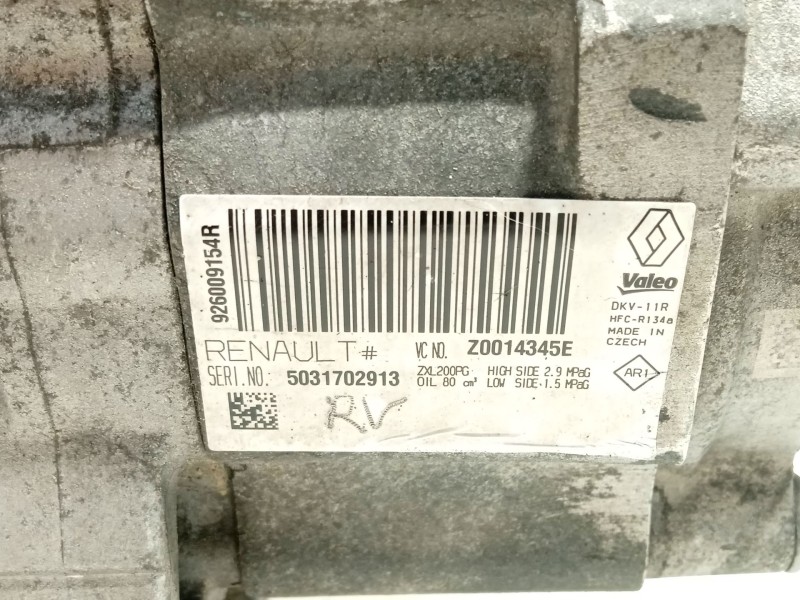 926009154R
RENAULT #
VC NO. Z0014345E
SERI.NO: 5031702913
ZXL200PG HIGH SIDE 2.9 MPaG
OIL 80 cm³ LOW SIDE 1.5 MPaG
RV
Valeo
DKV-11R
HFC-R134a
MADE IN
CZECH
AR1